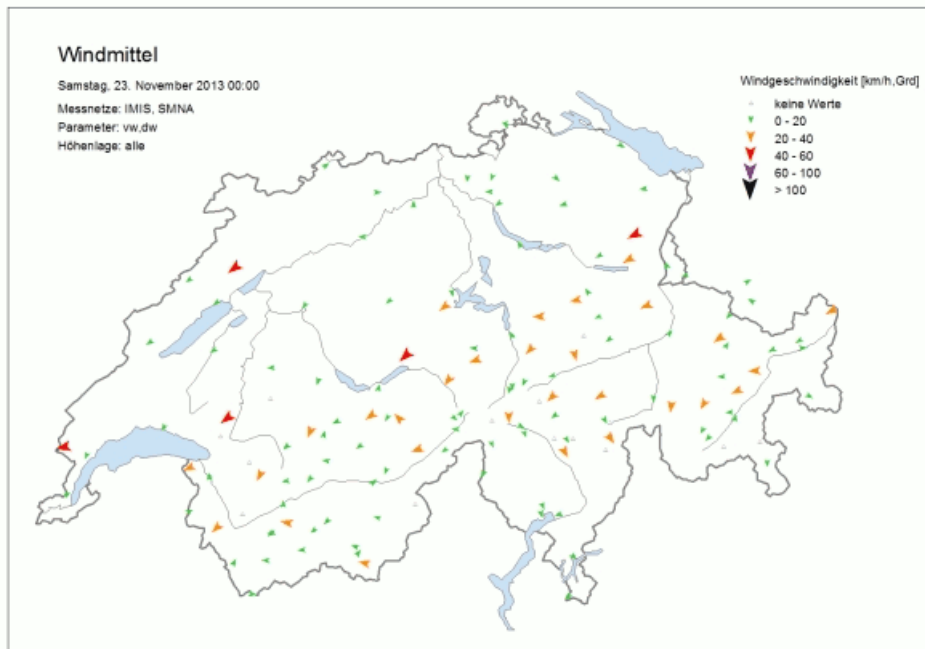 Windmittel
Samstag, 23. November 2013 00:00
Messnetze: IMIS, SMNA
Parameter: vw,dw
Höhenlage: alle
Windgeschwindigkeit [km/h,Grd]
keine Werte
0 - 20
20 - 40
40 - 60
60 - 100
> 100